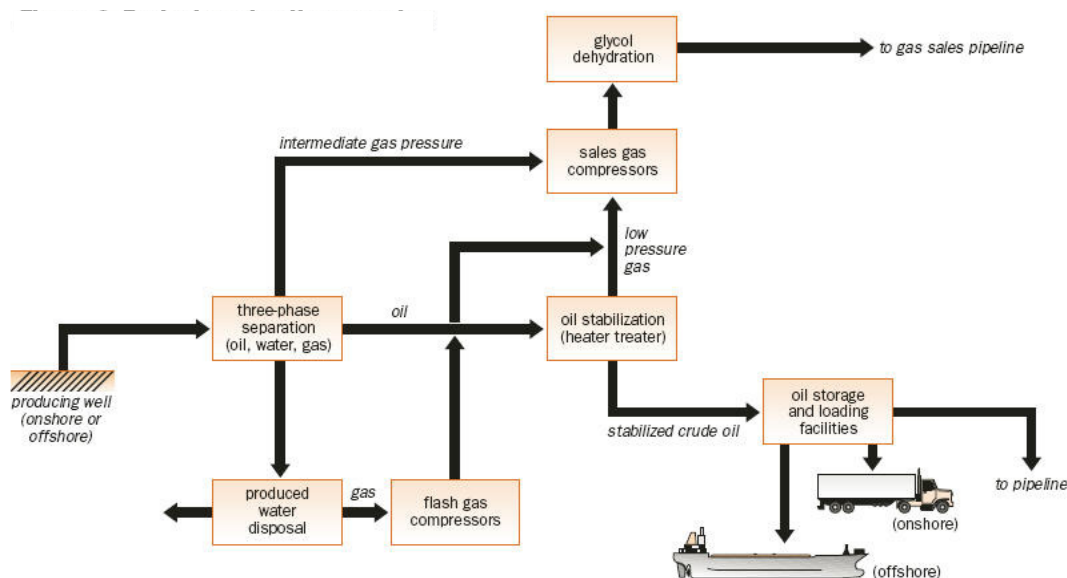 glycol
dehydration
to gas sales pipeline
intermediate gas pressure
sales gas
compressors
low
pressure
gas
three-phase
separation
(oil, water, gas)
oil
oil stabilization
(heater treater)
producing well
(onshore or
offshore)
stabilized crude oil
oil storage
and loading
facilities
to pipeline
produced
water
disposal
gas
flash gas
compressors
(onshore)
(offshore)